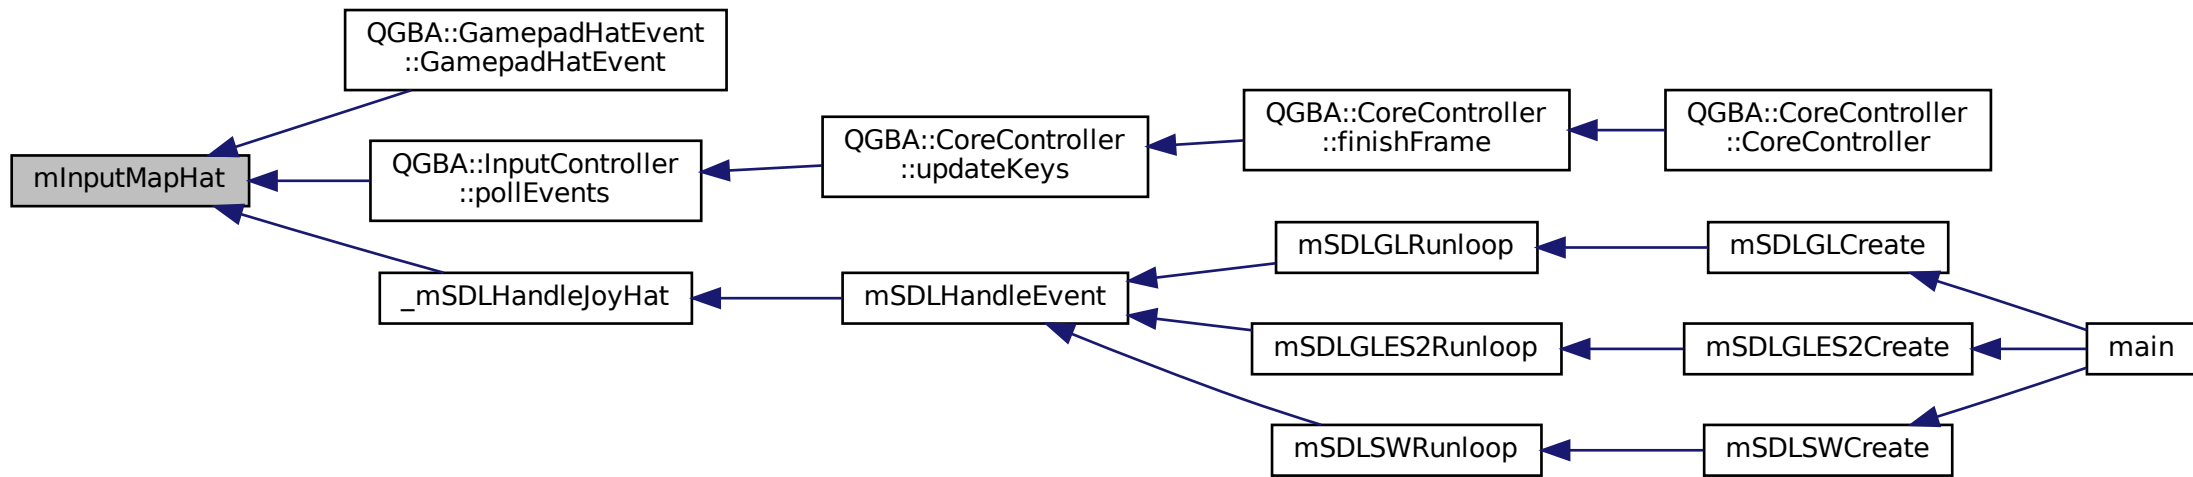 QGBA::GamepadHatEvent
::GamepadHatEvent
mInputMapHat
QGBA::InputController
::pollEvents
QGBA::CoreController
::updateKeys
QGBA::CoreController
::finishFrame
QGBA::CoreController
::CoreController
_mSDLHandleJoyHat
mSDLHandleEvent
mSDLGLRunloop
mSDLGLCreate
mSDLGLES2Runloop
mSDLGLES2Create
main
mSDLSWRunloop
mSDLSWCreate